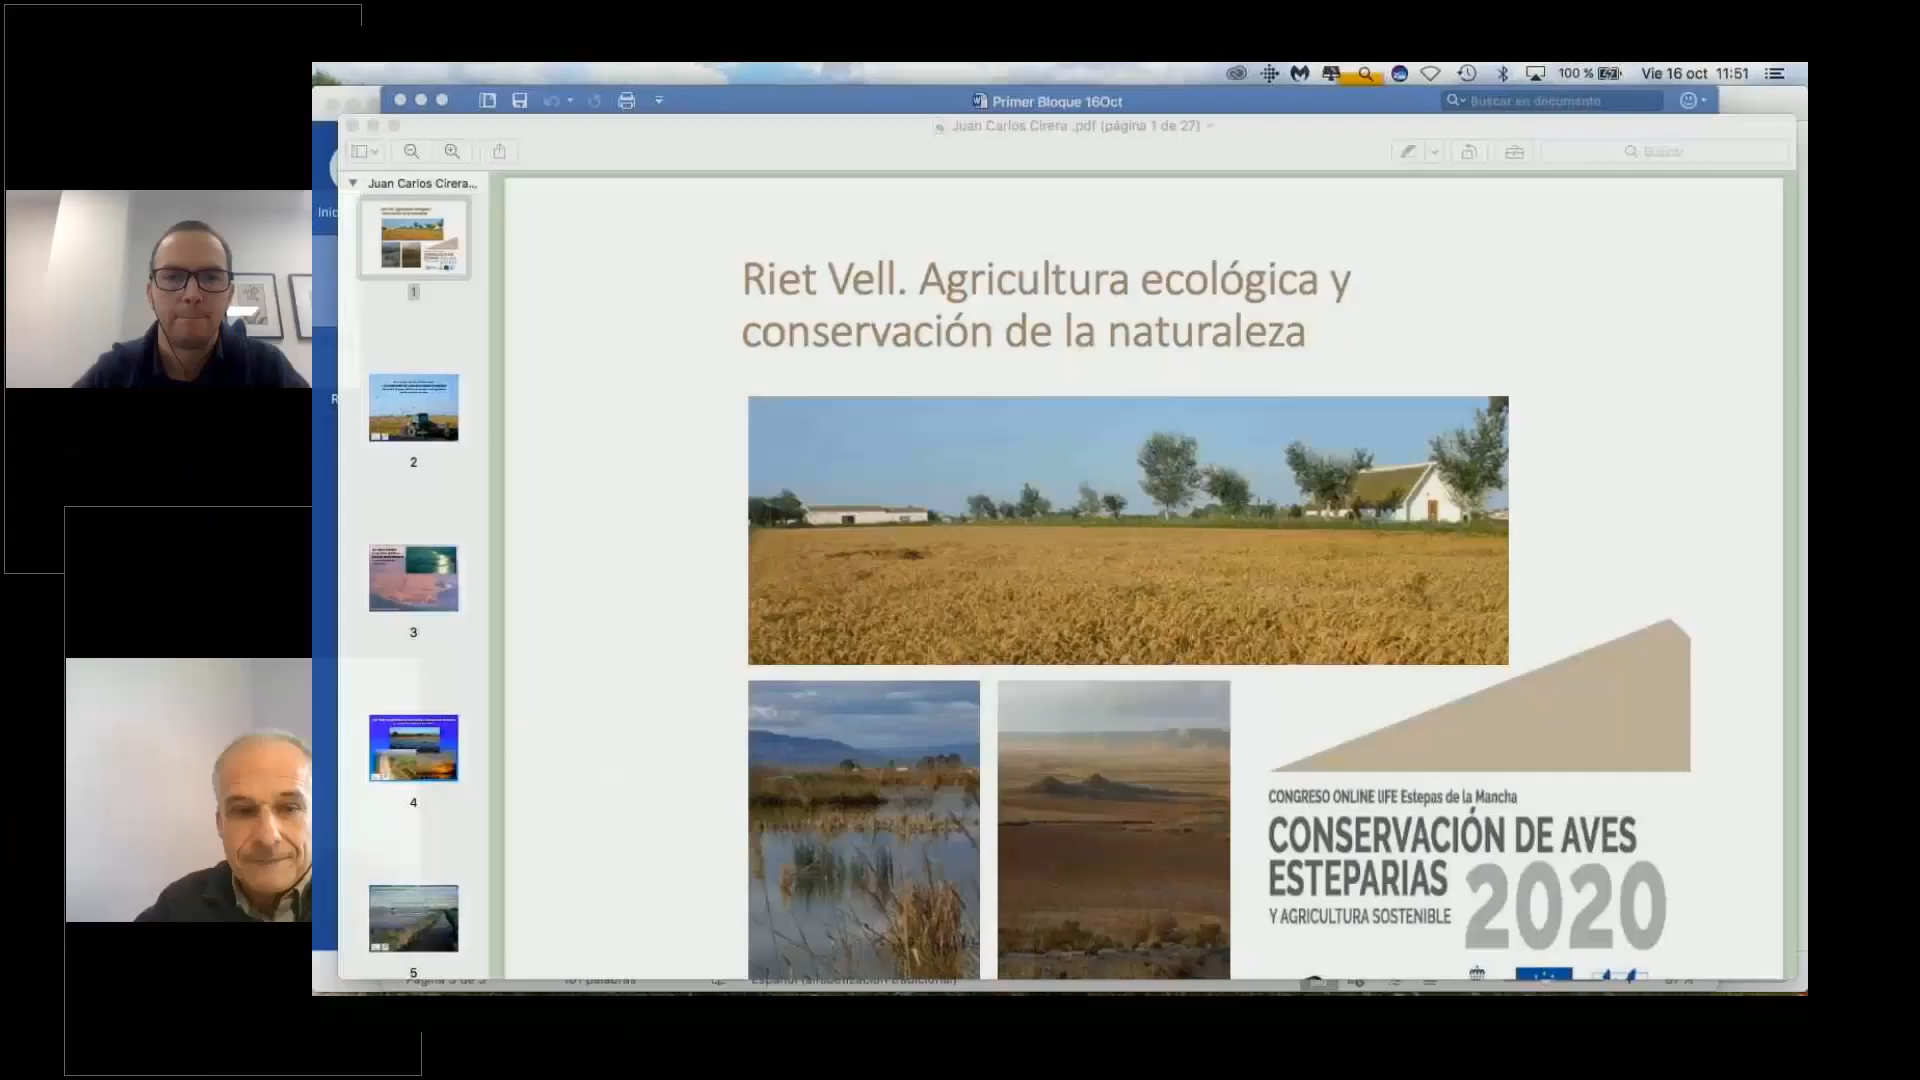 100 %
Vie 16 oct 11:51
Primer Bloque 16Oct
Buscar en documento
Juan Carlos Cirera .pdf (página 1 de 27)
Buscar
Juan Carlos Cirera...
Inic
R
1
2
3
4
5
Riet Vell. Agricultura ecológica y
conservación de la naturaleza
CONGRESO ONLINE LIFE Estepas de la Mancha
CONSERVACIÓN DE AVES
ESTEPARIAS
Y AGRICULTURA SOSTENIBLE
2020